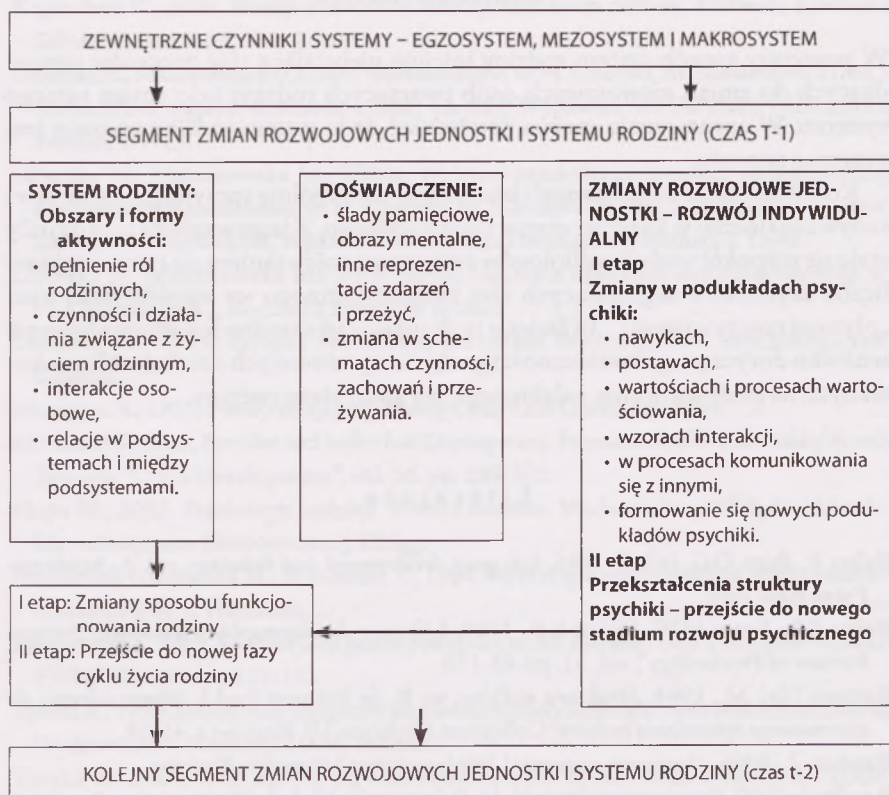 ZEWNĘTRZNE CZYNNIKI I SYSTEMY – EGZOSYSTEM, MEZOSYSTEM I MAKROSYSTEM
SEGMENT ZMIAN ROZWOJOWYCH JEDNOSTKI I SYSTEMU RODZINY (CZAS T-1)
SYSTEM RODZINY:
Obszary i formy
aktywności:
• pełnienie ról
rodzinnych,
• czynności i działa-
nia związane z ży-
ciem rodzinnym,
• interakcje oso-
bowe,
• relacje w podsys-
temach i między
podsystemami.
DOŚWIADCZENIE:
• ślady pamięciowe,
obrazy mentalne,
inne reprezen-
tacje zdarzeń
i przeżyć,
• zmiana w sche-
matach czynności,
zachowań i prze-
żywania.
ZMIANY ROZWOJOWE JED-
NOSTKI – ROZWÓJ INDYWIDU-
ALNY
I etap
Zmiany w podukładach psy-
chiki:
• nawykach,
• postawach,
• wartościach i procesach warto-
ściowania,
• wzorach interakcji,
• w procesach komunikowania
się z innymi,
• formowanie się nowych podu-
kładów psychiki.
II etap
Przekształcenia struktury
psychiki – przejście do nowego
stadium rozwoju psychicznego
I etap: Zmiany sposobu funkcjo-
nowania rodziny
II etap: Przejście do nowej fazy
cyklu życia rodziny
KOLEJNY SEGMENT ZMIAN ROZWOJOWYCH JEDNOSTKI I SYSTEMU RODZINY (czas t-2)